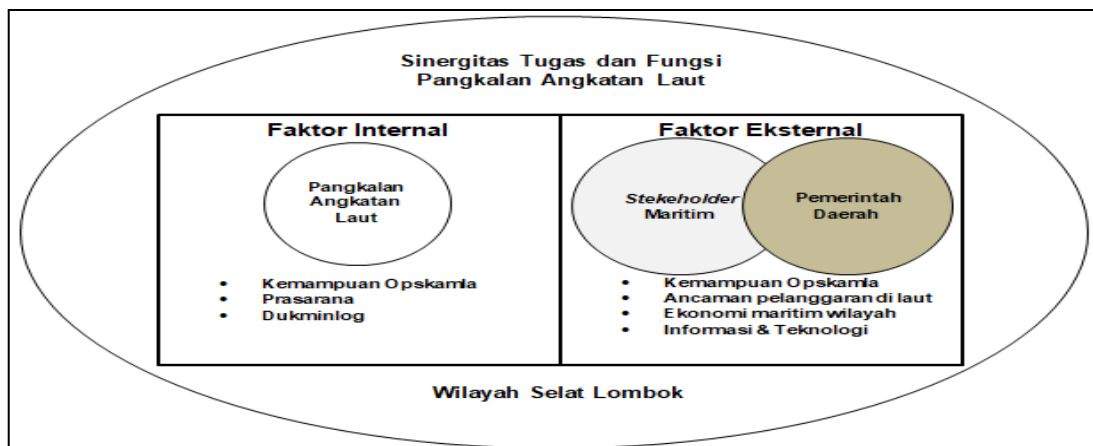 Sinergitas Tugas dan Fungsi
Pangkalan Angkatan Laut
Faktor Internal
Pangkalan
Angkatan
Laut
• Kemampuan Opskamla
• Prasarana
• Dukminlog
Faktor Eksternal
Stekeholder
Maritim
Pemerintah
Daerah
• Kemampuan Opskamla
• Ancaman pelanggaran di laut
• Ekonomi maritim wilayah
• Informasi & Teknologi
Wilayah Selat Lombok